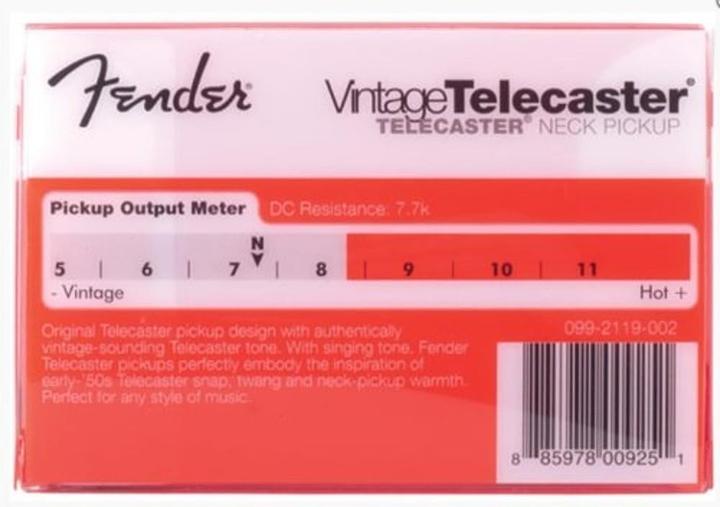 Fender®
VintageTelecaster®
TELECASTER® NECK PICKUP
Pickup Output Meter
DC Resistance: 7.7k
N
5 | 6 | 7 | 8 | 9 | 10 | 11
- Vintage
Hot +
Original Telecaster pickup design with authentically
vintage-sounding Telecaster tone. With singing tone, Fender
Telecaster pickups perfectly embody the inspiration of
early-'50s Telecaster snap, twang and neck-pickup warmth.
Perfect for any style of music.
099-2119-002
8 85978 00925 1